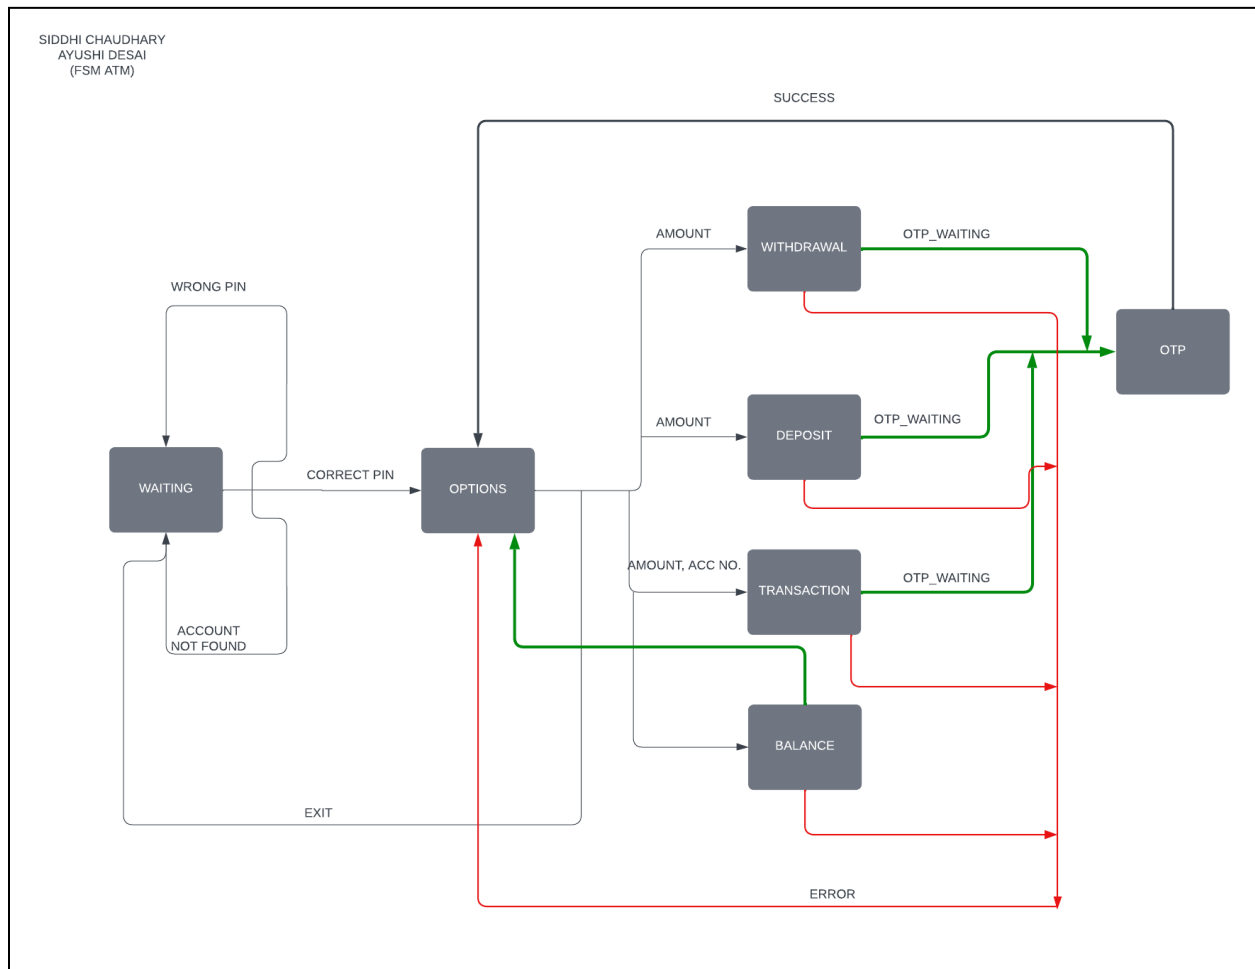 SIDDHI CHAUDHARY
AYUSHI DESAI
(FSM ATM)
SUCCESS
AMOUNT
WITHDRAWAL
OTP_WAITING
WRONG PIN
OTP
AMOUNT
DEPOSIT
OTP_WAITING
WAITING
CORRECT PIN
OPTIONS
AMOUNT, ACC NO.
TRANSACTION
OTP_WAITING
ACCOUNT
NOT FOUND
BALANCE
EXIT
ERROR